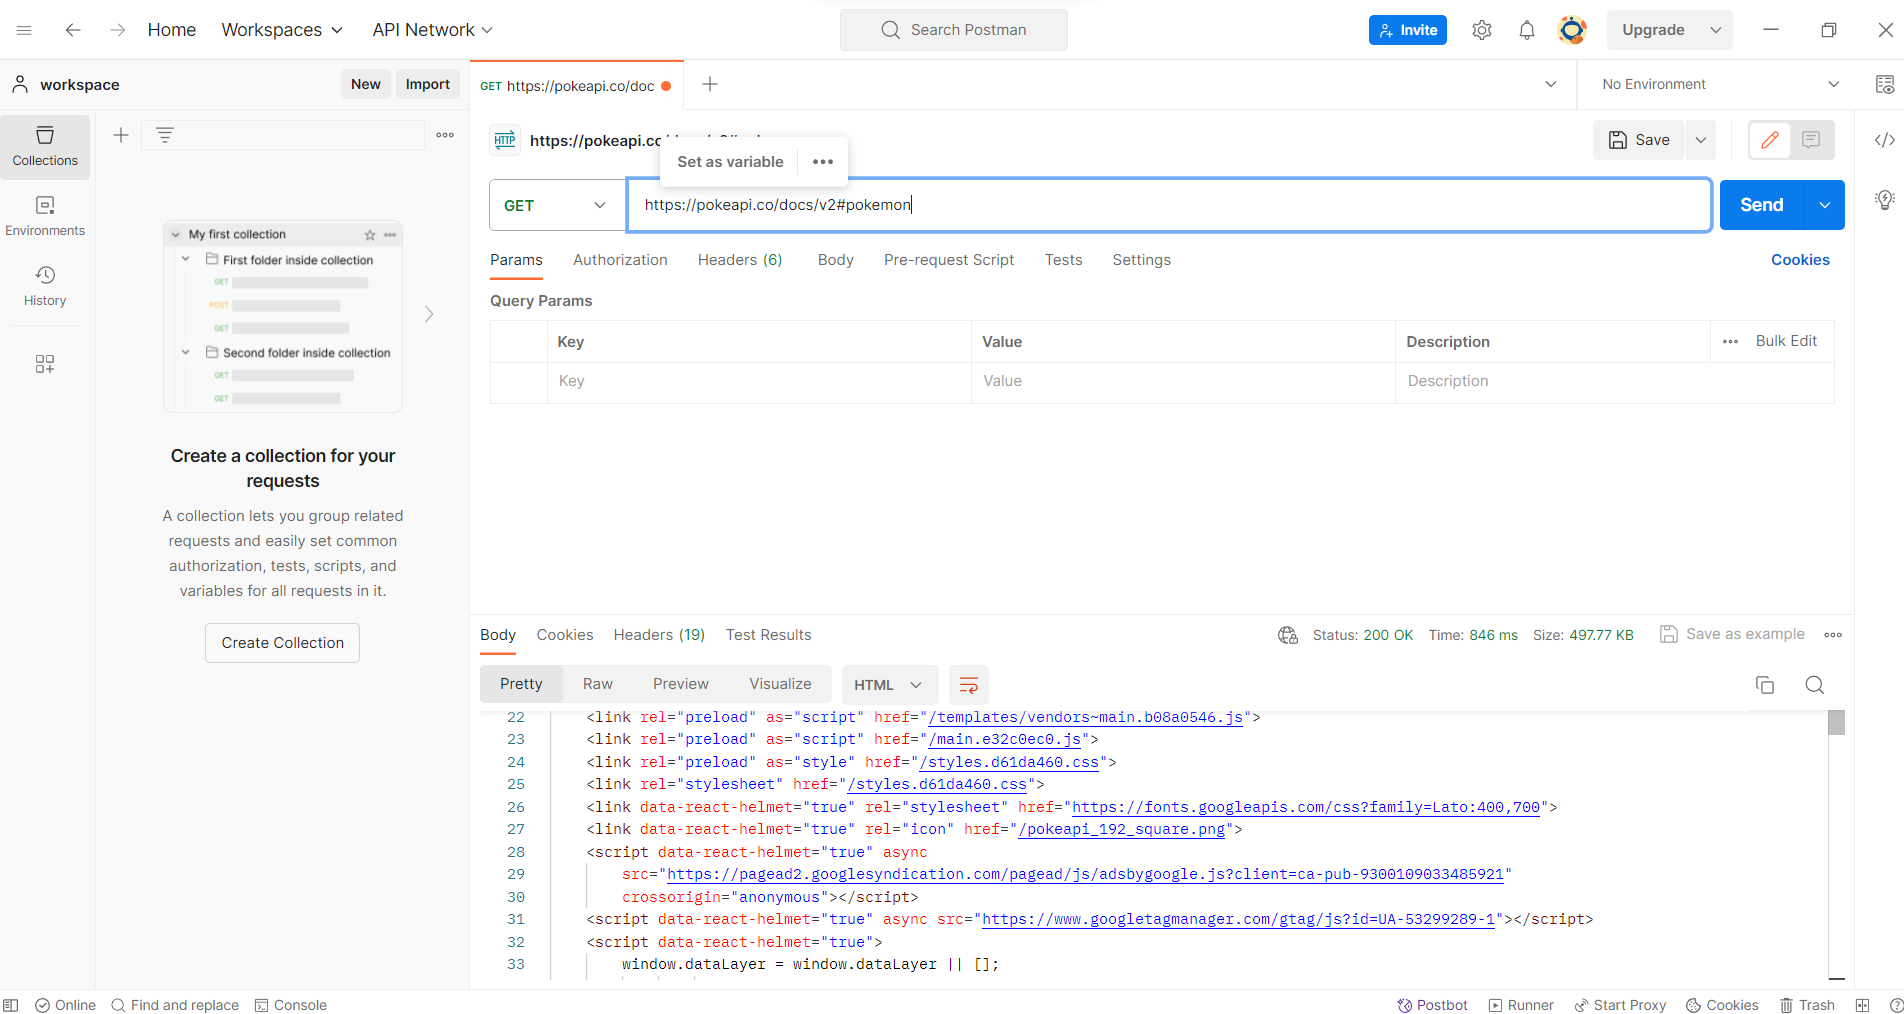 Home Workspaces API Network Search Postman Invite Upgrade
workspace New Import GET https://pokeapi.co/doc No Environment
Collections
Environments
History
My first collection
First folder inside collection
GET
POST
GET
Second folder inside collection
GET
GET
Create a collection for your
requests
A collection lets you group related
requests and easily set common
authorization, tests, scripts, and
variables for all requests in it.
Create Collection
HTTP https://pokeapi.co Save
Set as variable
GET https://pokeapi.co/docs/v2#pokemon Send
Params Authorization Headers (6) Body Pre-request Script Tests Settings Cookies
Query Params
Key Value Description Bulk Edit
Key Value Description
Body Cookies Headers (19) Test Results Status: 200 OK Time: 846 ms Size: 497.77 KB Save as example
Pretty Raw Preview Visualize HTML
22 <link rel="preload" as="script" href="/templates/vendors~main.b08a0546.js">
23 <link rel="preload" as="script" href="/main.e32c0ec0.js">
24 <link rel="preload" as="style" href="/styles.d61da460.css">
25 <link rel="stylesheet" href="/styles.d61da460.css">
26 <link data-react-helmet="true" rel="stylesheet" href="https://fonts.googleapis.com/css?family=Lato:400,700">
27 <link data-react-helmet="true" rel="icon" href="/pokeapi_192_square.png">
28 <script data-react-helmet="true" async
29 src="https://pagead2.googlesyndication.com/pagead/js/adsbygoogle.js?client=ca-pub-9300109033485921"
30 crossorigin="anonymous"></script>
31 <script data-react-helmet="true" async src="https://www.googletagmanager.com/gtag/js?id=UA-53299289-1"></script>
32 <script data-react-helmet="true">
33 window.dataLayer = window.dataLayer || [];
Online Find and replace Console Postbot Runner Start Proxy Cookies Trash